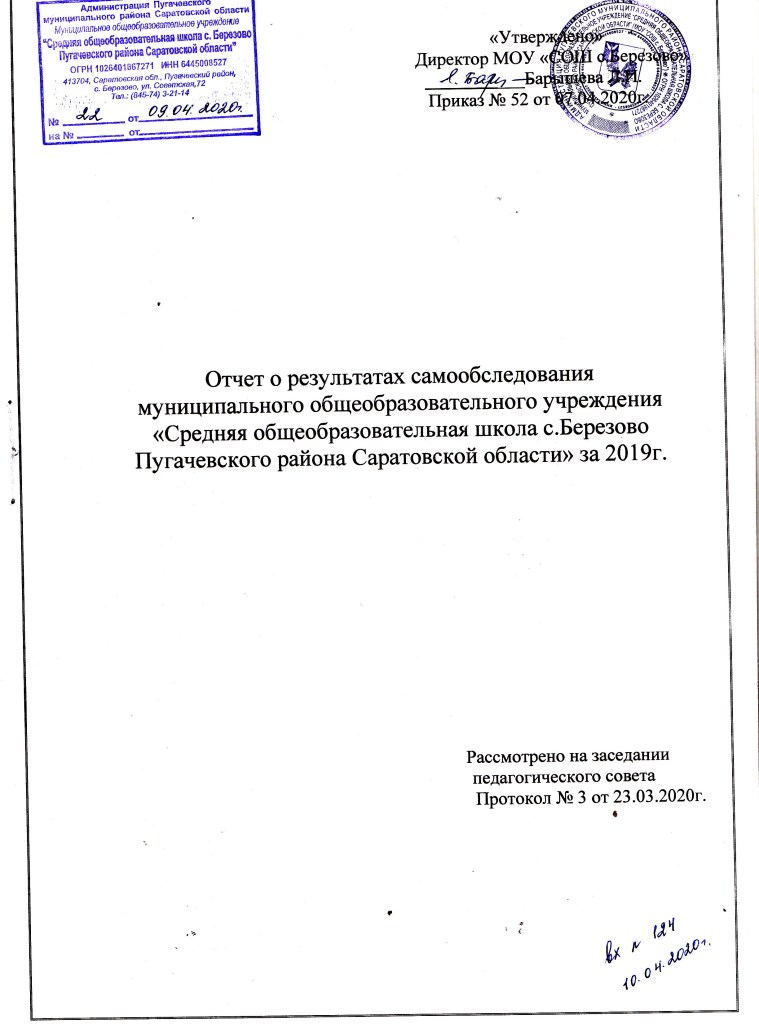 Администрация Пугачевского
муниципального района Саратовской области
Муниципальное общеобразовательное учреждение
"Средняя общеобразовательная школа с. Березово
Пугачевского района Саратовской области"
ОГРН 1026401867271 ИНН 6445008527
413704, Саратовская обл., Пугачевский район,
с. Березово, ул. Советская,72
Тел.: (845-74) 3-21-14
№ 22 от 09.04.2020г.
на № от
«Утверждено»
Директор МОУ «СОШ с.Березово»
Барышева Л.И.
Приказ № 52 от 07.04.2020г.
Отчет о результатах самообследования
муниципального общеобразовательного учреждения
«Средняя общеобразовательная школа с.Березово
Пугачевского района Саратовской области» за 2019г.
Рассмотрено на заседании
педагогического совета
Протокол № 3 от 23.03.2020г.
вх № 124
10.04.2020г.